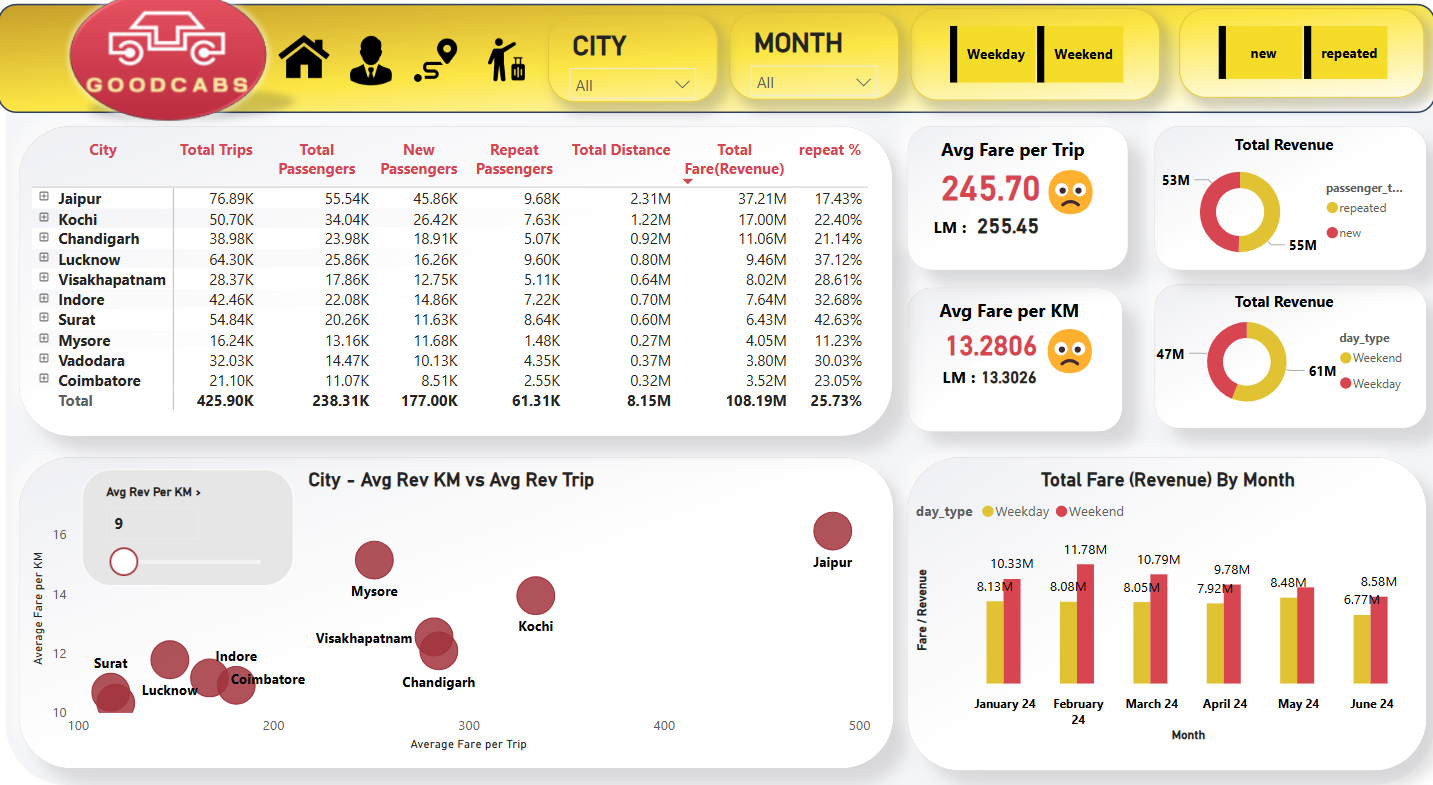 GOODCABS
CITY
All
MONTH
All
Weekday
Weekend
new
repeated
City Total Trips Total Passengers New Passengers Repeat Passengers Total Distance Total Fare(Revenue) repeat %
Jaipur 76.89K 55.54K 45.86K 9.68K 2.31M 37.21M 17.43%
Kochi 50.70K 34.04K 26.42K 7.63K 1.22M 17.00M 22.40%
Chandigarh 38.98K 23.98K 18.91K 5.07K 0.92M 11.06M 21.14%
Lucknow 64.30K 25.86K 16.26K 9.60K 0.80M 9.46M 37.12%
Visakhapatnam 28.37K 17.86K 12.75K 5.11K 0.64M 8.02M 28.61%
Indore 42.46K 22.08K 14.86K 7.22K 0.70M 7.64M 32.68%
Surat 54.84K 20.26K 11.63K 8.64K 0.60M 6.43M 42.63%
Mysore 16.24K 13.16K 11.68K 1.48K 0.27M 4.05M 11.23%
Vadodara 32.03K 14.47K 10.13K 4.35K 0.37M 3.80M 30.03%
Coimbatore 21.10K 11.07K 8.51K 2.55K 0.32M 3.52M 23.05%
Total 425.90K 238.31K 177.00K 61.31K 8.15M 108.19M 25.73%
Avg Fare per Trip
245.70
LM : 255.45
Total Revenue
53M
55M
passenger_t...
repeated
new
Avg Fare per KM
13.2806
LM : 13.3026
Total Revenue
47M
61M
day_type
Weekend
Weekday
City - Avg Rev KM vs Avg Rev Trip
Avg Rev Per KM >
9
Average Fare per KM
16
14
12
10
Jaipur
Mysore
Kochi
Visakhapatnam
Chandigarh
Indore
Surat
Lucknow
Coimbatore
100 200 300 400 500
Average Fare per Trip
Total Fare (Revenue) By Month
day_type Weekday Weekend
Fare / Revenue
8.13M 10.33M
8.08M 11.78M
8.05M 10.79M
7.92M 9.78M
8.48M
6.77M 8.58M
January 24
February 24
March 24
April 24
May 24
June 24
Month